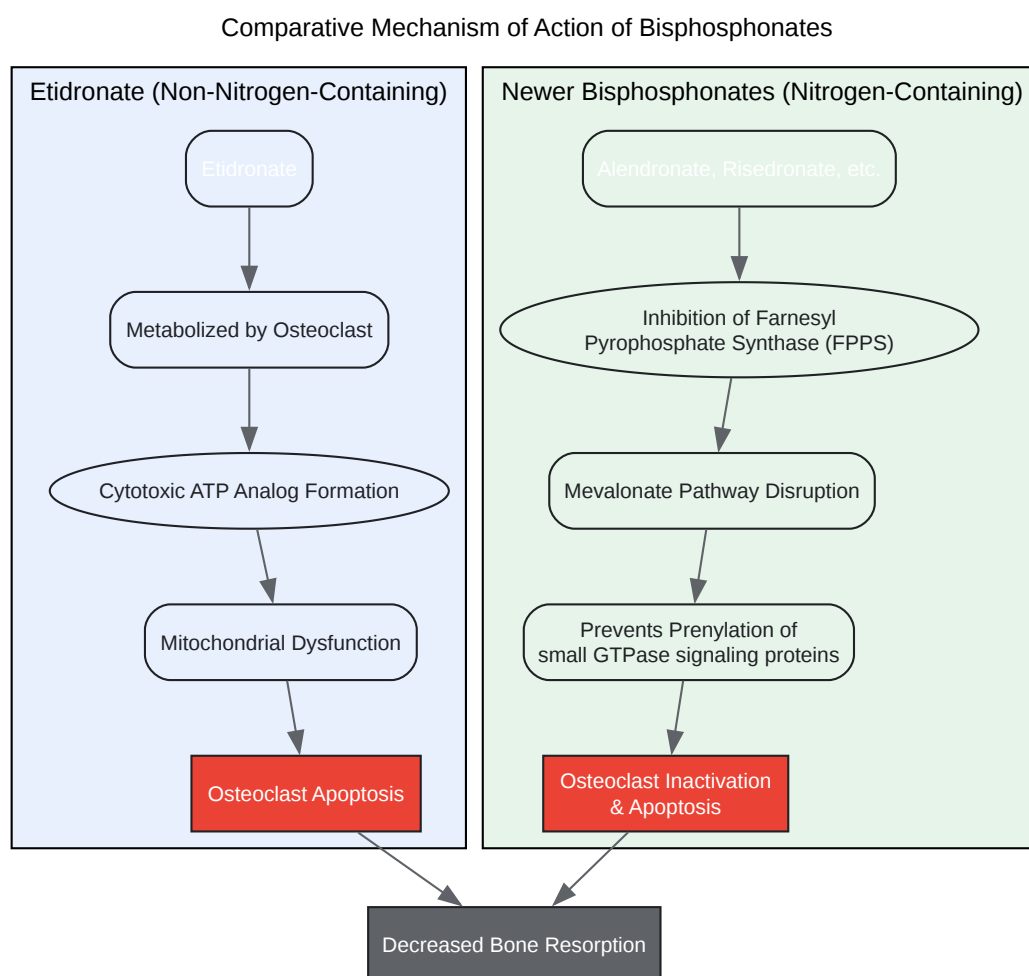 Comparative Mechanism of Action of Bisphosphonates
Etidronate (Non-Nitrogen-Containing)
Etidronate
Metabolized by Osteoclast
Cytotoxic ATP Analog Formation
Mitochondrial Dysfunction
Osteoclast Apoptosis
Newer Bisphosphonates (Nitrogen-Containing)
Alendronate, Risedronate, etc.
Inhibition of Farnesyl
Pyrophosphate Synthase (FPPS)
Mevalonate Pathway Disruption
Prevents Prenylation of
small GTPase signaling proteins
Osteoclast Inactivation
& Apoptosis
Decreased Bone Resorption